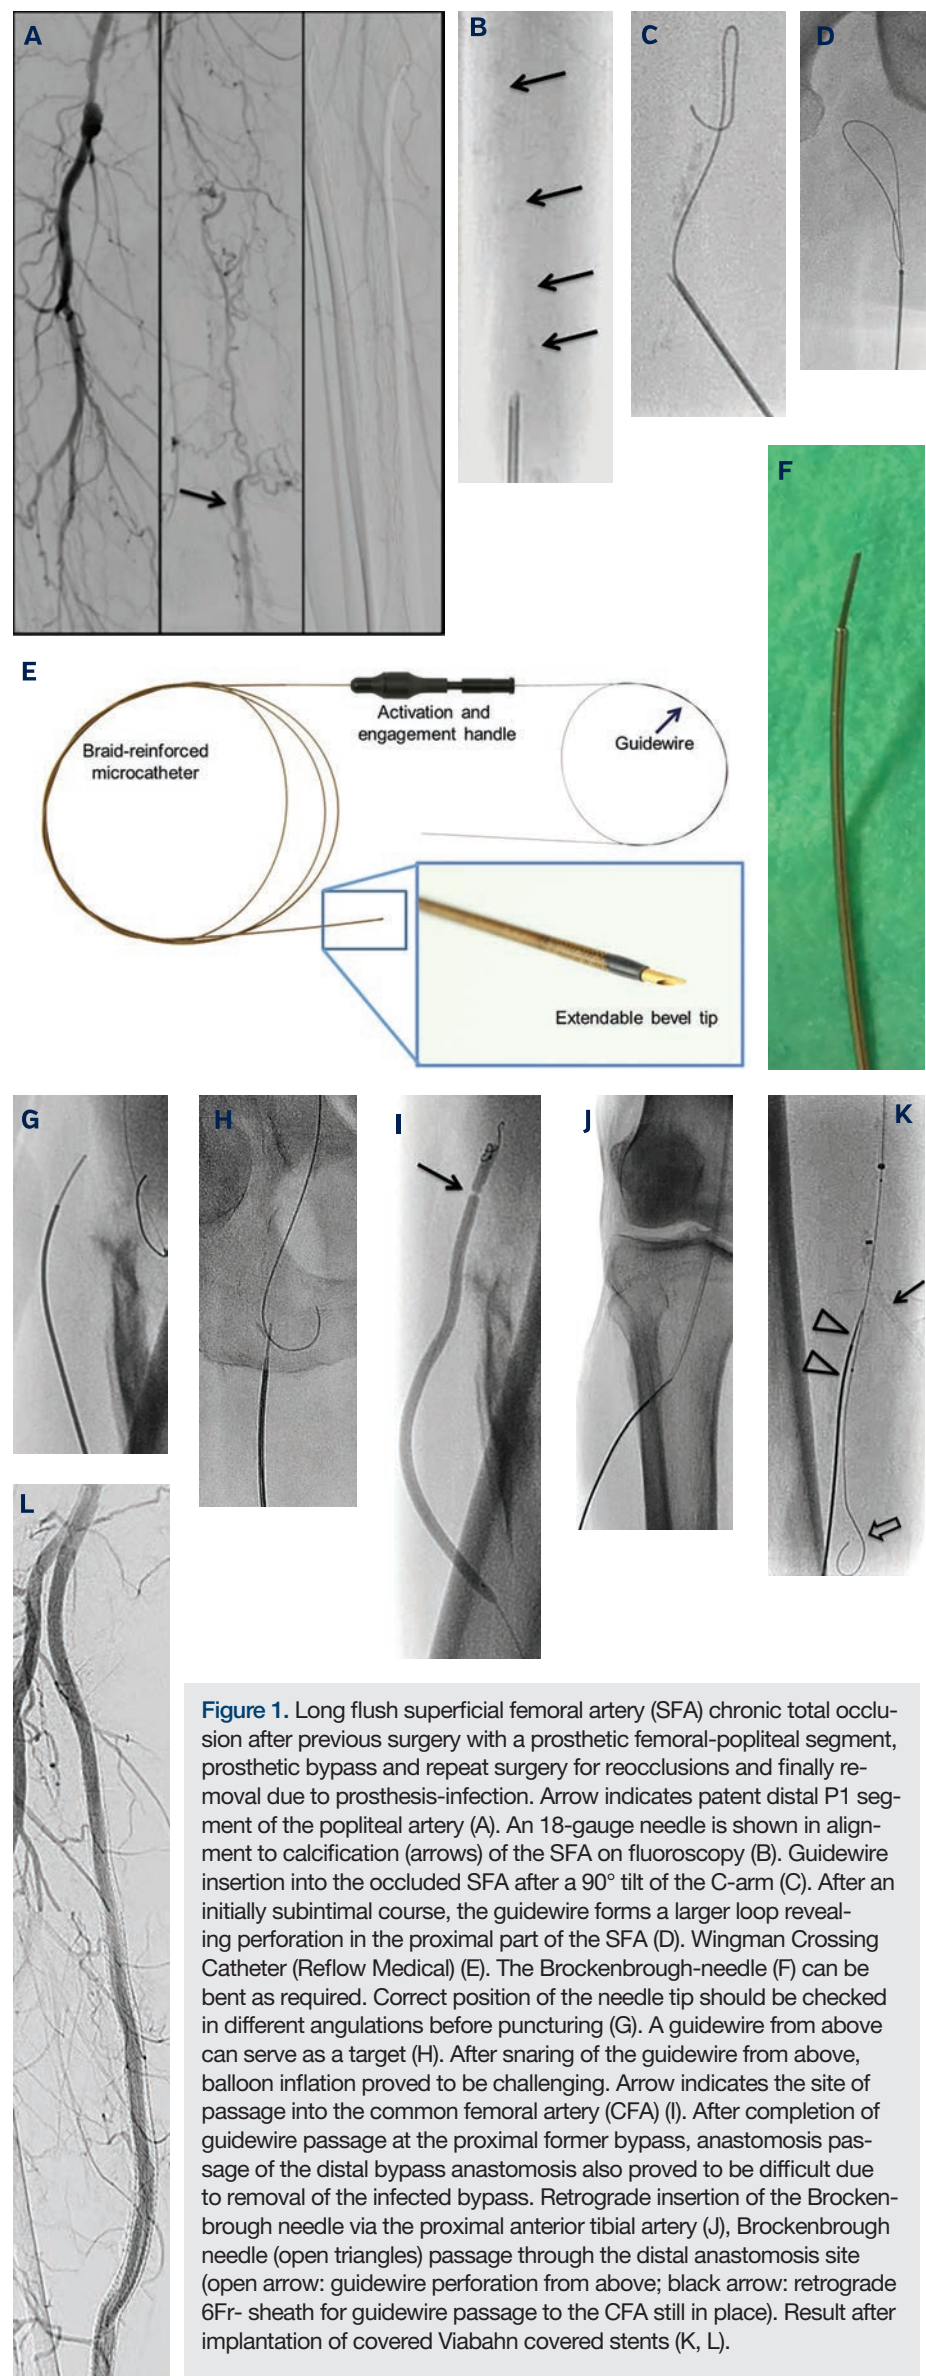 A
B
C
D
F
E
Braid-reinforced
microcatheter
Activation and
engagement handle
Guidewire
Extendable bevel tip
G
H
I
J
K
L
Figure 1. Long flush superficial femoral artery (SFA) chronic total occlu-
sion after previous surgery with a prosthetic femoral-popliteal segment,
prosthetic bypass and repeat surgery for reocclusions and finally re-
moval due to prosthesis-infection. Arrow indicates patent distal P1 seg-
ment of the popliteal artery (A). An 18-gauge needle is shown in align-
ment to calcification (arrows) of the SFA on fluoroscopy (B). Guidewire
insertion into the occluded SFA after a 90° tilt of the C-arm (C). After an
initially subintimal course, the guidewire forms a larger loop reveal-
ing perforation in the proximal part of the SFA (D). Wingman Crossing
Catheter (Reflow Medical) (E). The Brockenbrough-needle (F) can be
bent as required. Correct position of the needle tip should be checked
in different angulations before puncturing (G). A guidewire from above
can serve as a target (H). After snaring of the guidewire from above,
balloon inflation proved to be challenging. Arrow indicates the site of
passage into the common femoral artery (CFA) (I). After completion of
guidewire passage at the proximal former bypass, anastomosis pas-
sage of the distal bypass anastomosis also proved to be difficult due
to removal of the infected bypass. Retrograde insertion of the Brocken-
brough needle via the proximal anterior tibial artery (J), Brockenbrough
needle (open triangles) passage through the distal anastomosis site
(open arrow: guidewire perforation from above; black arrow: retrograde
6Fr- sheath for guidewire passage to the CFA still in place). Result after
implantation of covered Viabahn covered stents (K, L).